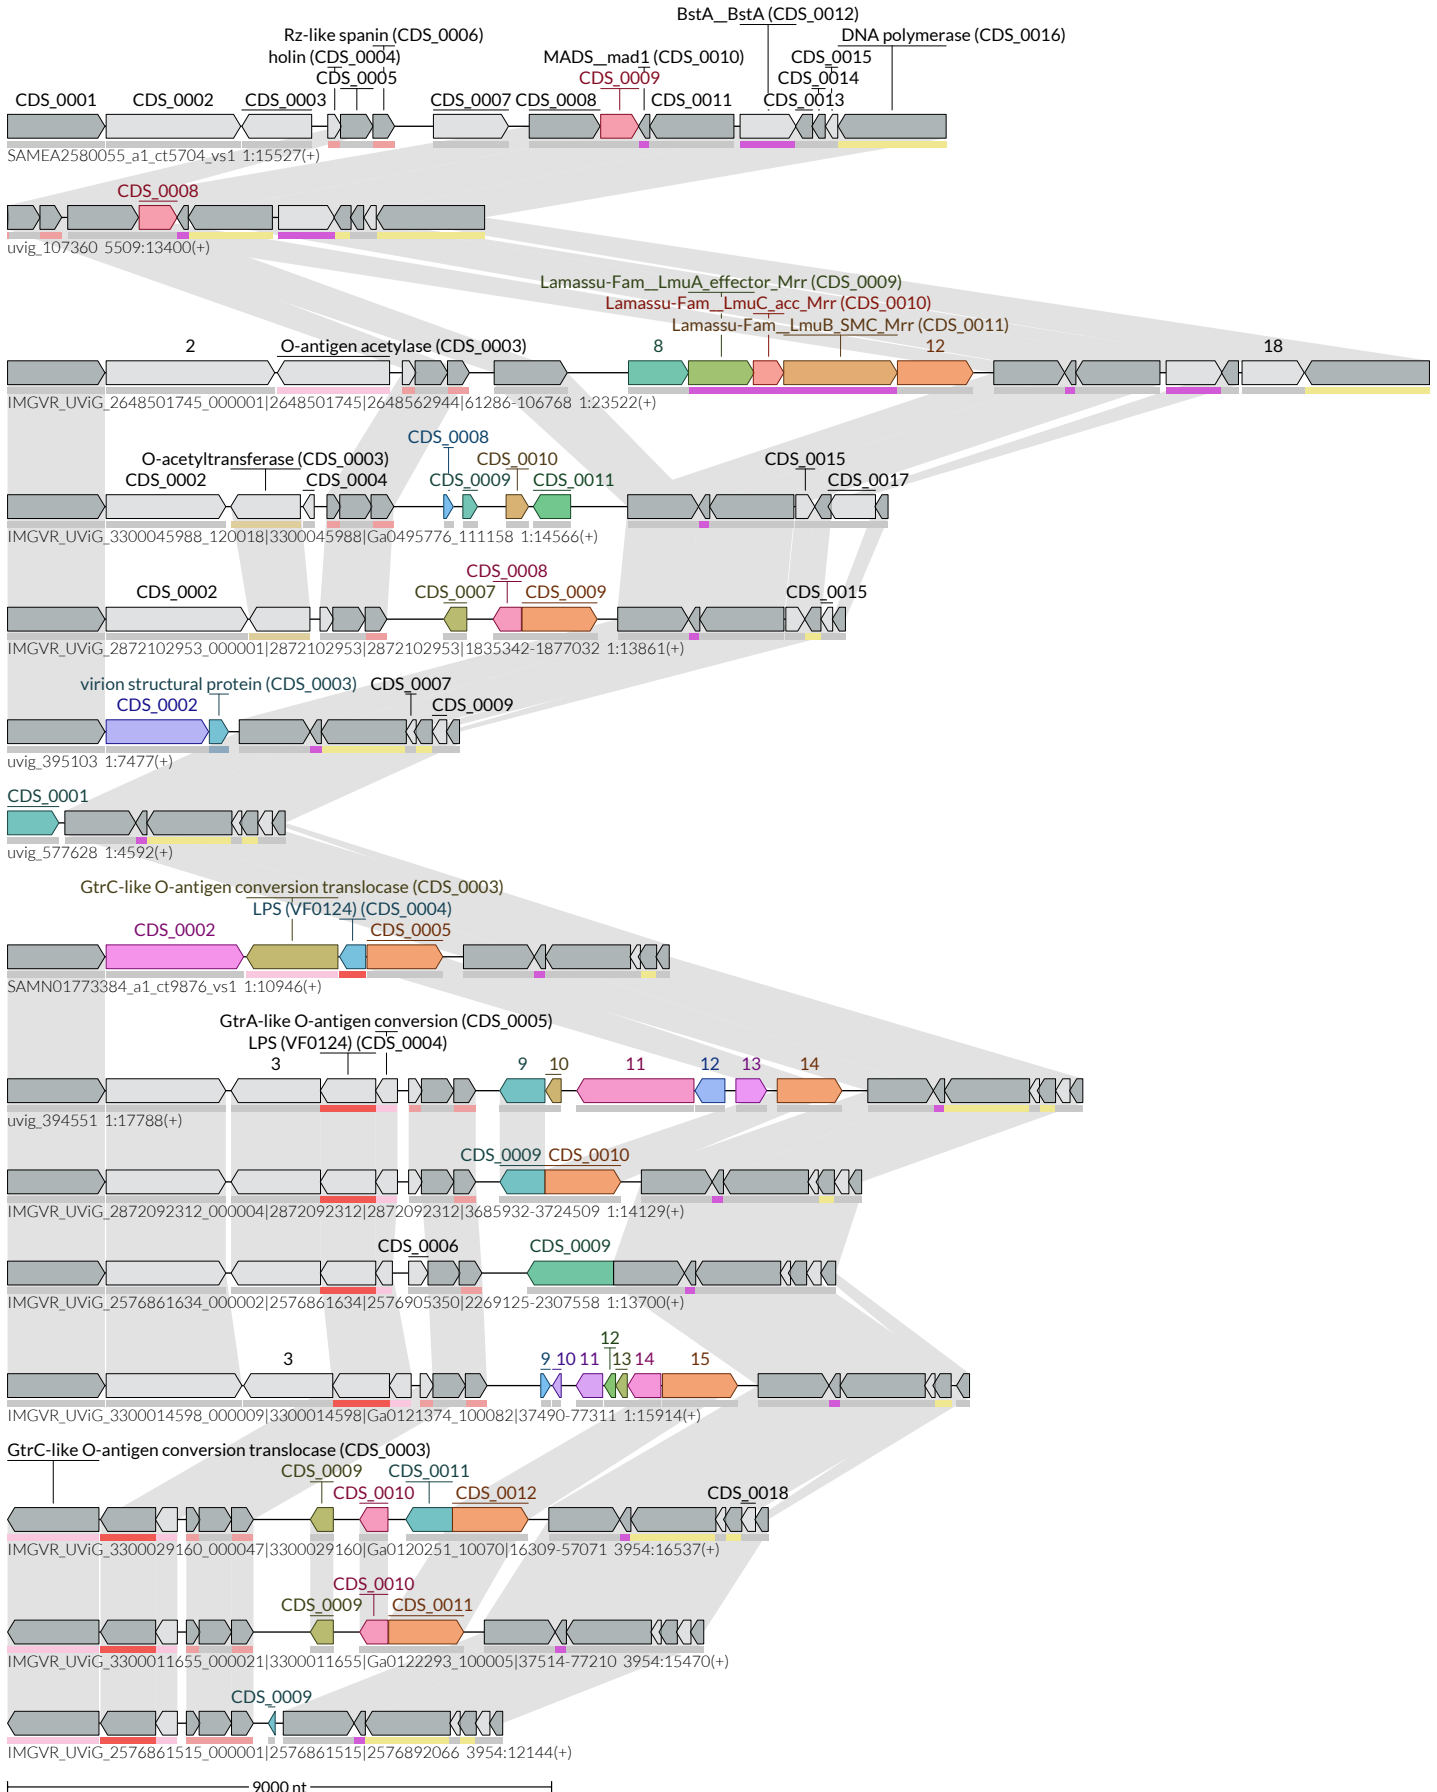 BstA__BstA (CDS_0012)
Rz-like spanin (CDS_0006) DNA polymerase (CDS_0016)
holin (CDS_0004) MADS__mad1 (CDS_0010) CDS_0015
CDS_0005 CDS_0009 CDS_0014
CDS_0001 CDS_0002 CDS_0003 CDS_0007 CDS_0008 CDS_0011 CDS_0013
SAMEA2580055_a1_ct5704_vs1 1:15527(+)
CDS_0008
uvig_107360 5509:13400(+)
Lamassu-Fam__LmuA_effector_Mrr (CDS_0009)
Lamassu-Fam__LmuC_acc_Mrr (CDS_0010)
Lamassu-Fam__LmuB_SMC_Mrr (CDS_0011)
2 O-antigen acetylase (CDS_0003) 8 12 18
IMGVR_UViG_2648501745_000001|2648501745|2648562944|61286-106768 1:23522(+)
CDS_0008
O-acetyltransferase (CDS_0003) CDS_0010 CDS_0015
CDS_0002 CDS_0004 CDS_0009 CDS_0011 CDS_0017
IMGVR_UViG_3300045988_120018|3300045988|Ga0495776_111158 1:14566(+)
CDS_0008
CDS_0002 CDS_0007 CDS_0009 CDS_0015
IMGVR_UViG_2872102953_000001|2872102953|2872102953|1835342-1877032 1:13861(+)
virion structural protein (CDS_0003) CDS_0007
CDS_0002 CDS_0009
uvig_395103 1:7477(+)
CDS_0001
uvig_577628 1:4592(+)
GtrC-like O-antigen conversion translocase (CDS_0003)
LPS (VF0124) (CDS_0004)
CDS_0002 CDS_0005
SAMN01773384_a1_ct9876_vs1 1:10946(+)
GtrA-like O-antigen conversion (CDS_0005)
LPS (VF0124) (CDS_0004)
3 9 10 11 12 13 14
uvig_394551 1:17788(+)
CDS_0009 CDS_0010
IMGVR_UViG_2872092312_000004|2872092312|2872092312|3685932-3724509 1:14129(+)
CDS_0006 CDS_0009
IMGVR_UViG_2576861634_000002|2576861634|2576905350|2269125-2307558 1:13700(+)
12
3 9 10 11 13 14 15
IMGVR_UViG_3300014598_000009|3300014598|Ga0121374_100082|37490-77311 1:15914(+)
GtrC-like O-antigen conversion translocase (CDS_0003)
CDS_0009 CDS_0011
CDS_0010 CDS_0012 CDS_0018
IMGVR_UViG_3300029160_000047|3300029160|Ga0120251_10070|16309-57071 3954:16537(+)
CDS_0010
CDS_0009 CDS_0011
IMGVR_UViG_3300011655_000021|3300011655|Ga0122293_100005|37514-77210 3954:15470(+)
CDS_0009
IMGVR_UViG_2576861515_000001|2576861515|2576892066 3954:12144(+)
9000 nt